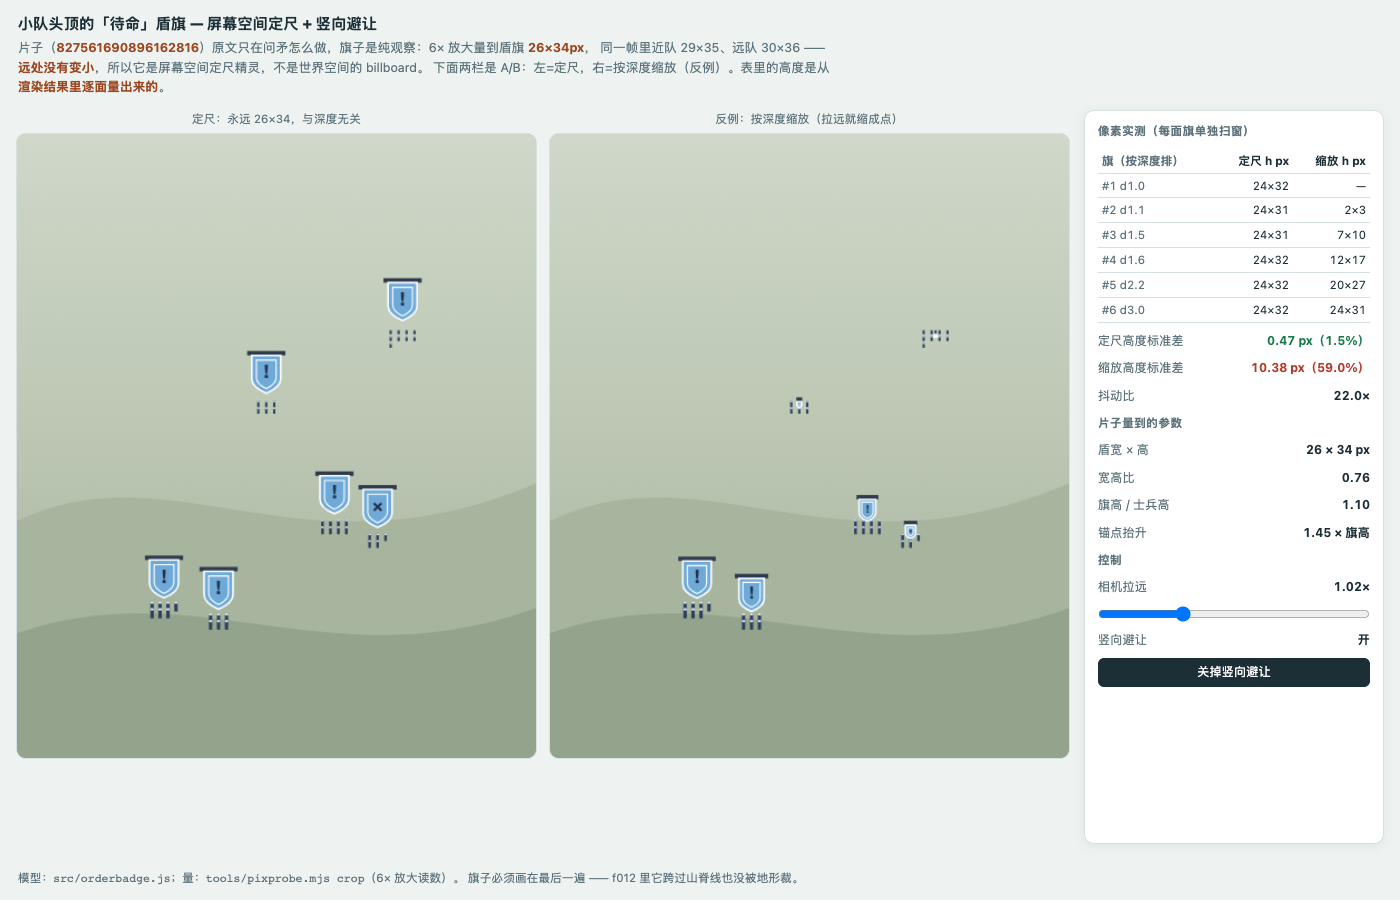 小队头顶的「待命」盾旗 — 屏幕空间定尺 + 竖向避让
片子（827561690896162816）原文只在问矛怎么做，旗子是纯观察：6× 放大量到盾旗 26×34px， 同一帧里近队 29×35、远队 30×36 ——
远处没有变小，所以它是屏幕空间定尺精灵，不是世界空间的 billboard。 下面两栏是 A/B：左=定尺，右=按深度缩放（反例）。表里的高度是从
渲染结果里逐面量出来的。
定尺：永远 26×34，与深度无关
反例：按深度缩放（拉远就缩成点）
像素实测（每面旗单独扫窗）
旗（按深度排） 定尺 h px 缩放 h px
#1 d1.0 24×32 —
#2 d1.1 24×31 2×3
#3 d1.5 24×31 7×10
#4 d1.6 24×32 12×17
#5 d2.2 24×32 20×27
#6 d3.0 24×32 24×31
定尺高度标准差 0.47 px（1.5%）
缩放高度标准差 10.38 px（59.0%）
抖动比 22.0×
片子量到的参数
盾宽 × 高 26 × 34 px
宽高比 0.76
旗高 / 士兵高 1.10
锚点抬升 1.45 × 旗高
控制
相机拉远 1.02×
竖向避让 开
关掉竖向避让
模型：src/orderbadge.js；量：tools/pixprobe.mjs crop（6× 放大读数）。 旗子必须画在最后一遍 —— f012 里它跨过山脊线也没被地形裁。